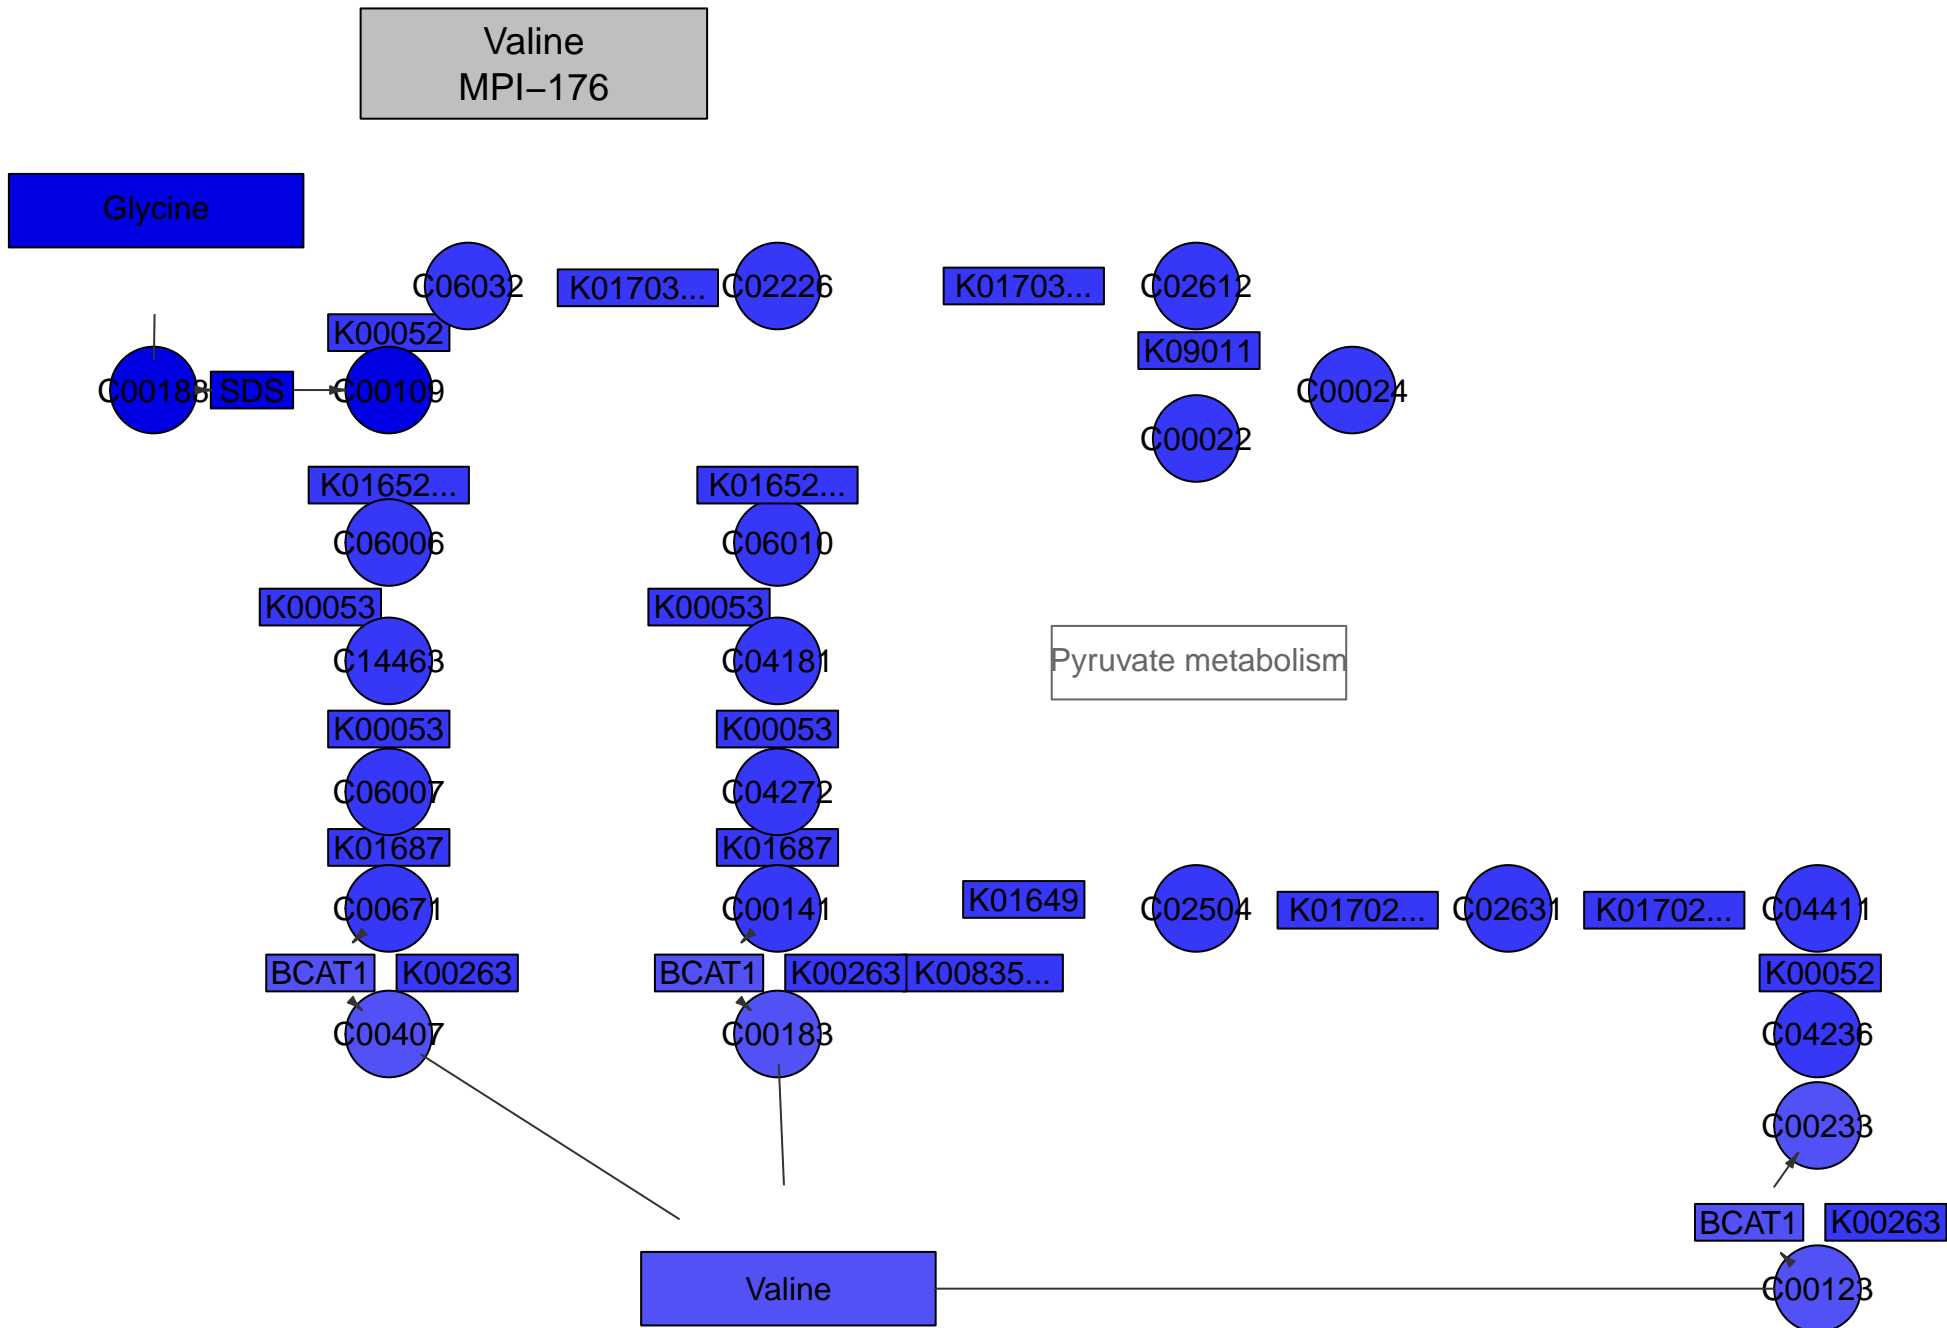 Valine
MPI−176
Glycine
C06032
K01703...
C02226
K01703...
C02612
K00052
K09011
C00188
SDS
C00109
C00024
C00022
K01652...
K01652...
C06006
C06010
K00053
K00053
C14463
C04181
Pyruvate metabolism
K00053
K00053
C06007
C04272
K01687
K01687
C00671
C00141
K01649
C02504
K01702...
C02631
K01702...
C04411
BCAT1
K00263
BCAT1
K00263
K00835...
K00052
C00407
C00183
C04236
C00233
BCAT1
K00263
Valine
C00123